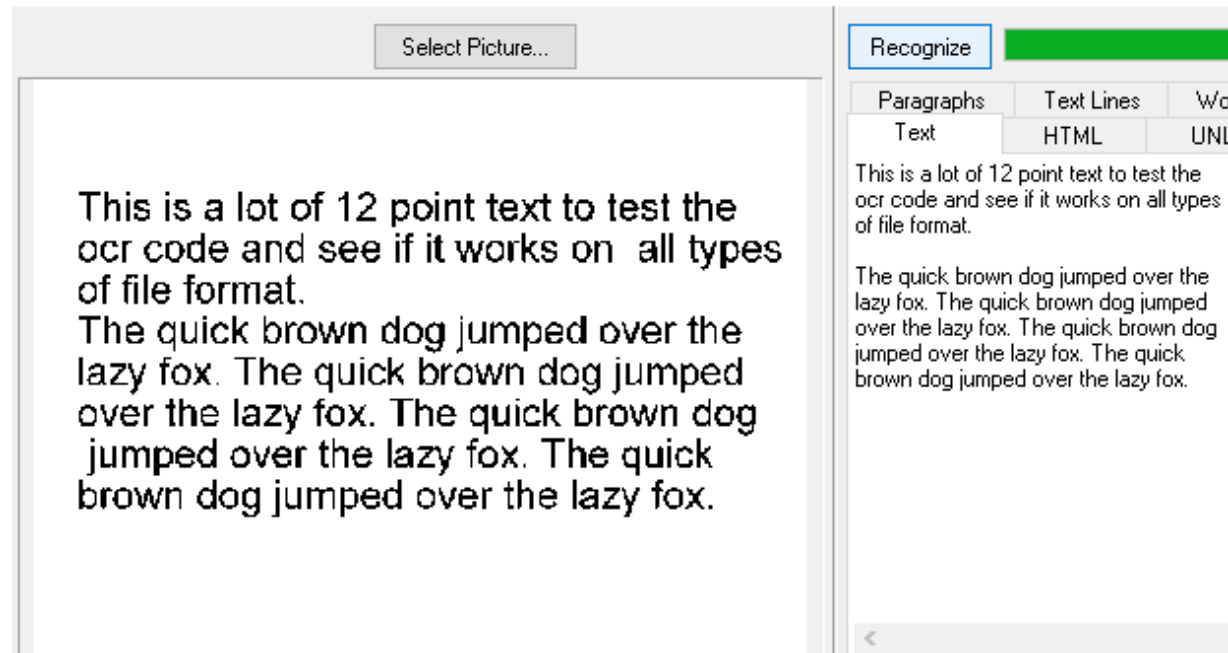 Select Picture...
This is a lot of 12 point text to test the
ocr code and see if it works on  all types
of file format.
The quick brown dog jumped over the
lazy fox. The quick brown dog jumped
over the lazy fox. The quick brown dog
jumped over the lazy fox. The quick
brown dog jumped over the lazy fox.
Recognize
Paragraphs Text Lines Wo
Text HTML UNL
This is a lot of 12 point text to test the
ocr code and see if it works on all types
of file format.
The quick brown dog jumped over the
lazy fox. The quick brown dog jumped
over the lazy fox. The quick brown dog
jumped over the lazy fox. The quick
brown dog jumped over the lazy fox.